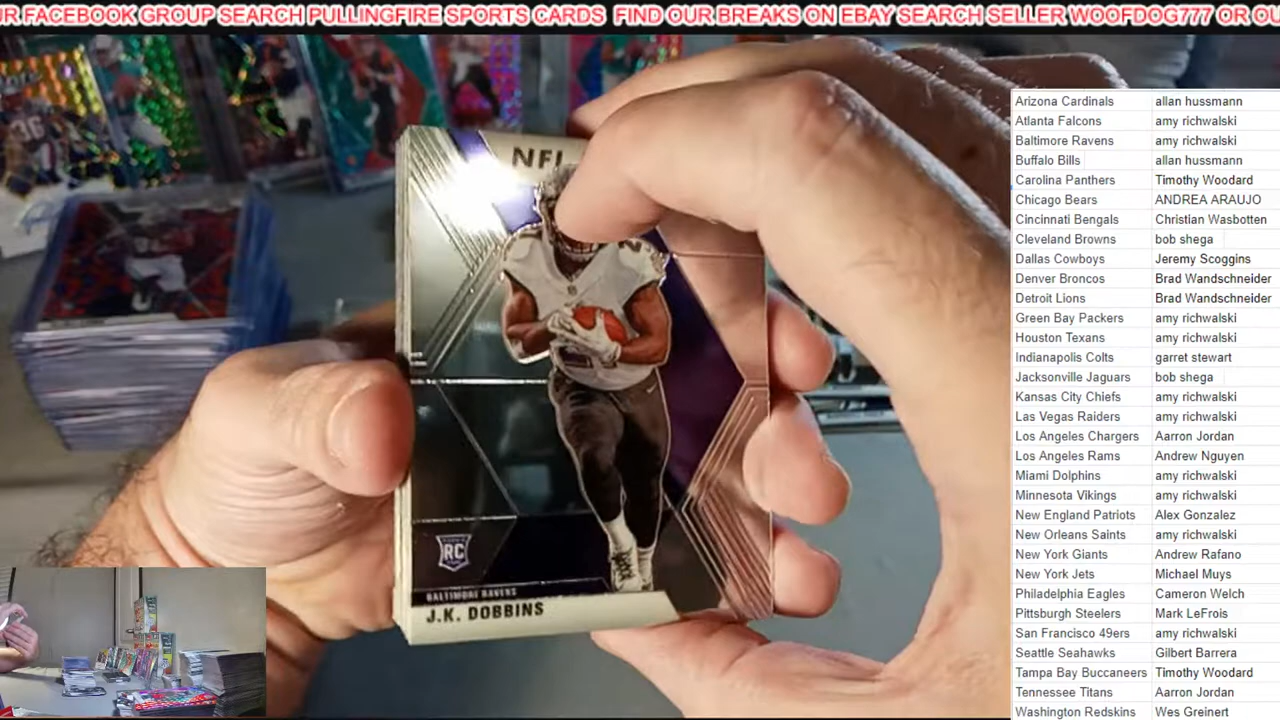 UR FACEBOOK GROUP SEARCH PULLINGFIRE SPORTS CARDS  FIND OUR BREAKS ON EBAY SEARCH SELLER WOOFDOG777 OR OU
NFL
RC
BALTIMORE RAVENS
J.K. DOBBINS
Arizona Cardinals allan hussmann
Atlanta Falcons amy richwalski
Baltimore Ravens amy richwalski
Buffalo Bills allan hussmann
Carolina Panthers Timothy Woodard
Chicago Bears ANDREA ARAUJO
Cincinnati Bengals Christian Wasbotten
Cleveland Browns bob shega
Dallas Cowboys Jeremy Scoggins
Denver Broncos Brad Wandschneider
Detroit Lions Brad Wandschneider
Green Bay Packers amy richwalski
Houston Texans amy richwalski
Indianapolis Colts garret stewart
Jacksonville Jaguars bob shega
Kansas City Chiefs amy richwalski
Las Vegas Raiders amy richwalski
Los Angeles Chargers Aarron Jordan
Los Angeles Rams Andrew Nguyen
Miami Dolphins amy richwalski
Minnesota Vikings amy richwalski
New England Patriots Alex Gonzalez
New Orleans Saints amy richwalski
New York Giants Andrew Rafano
New York Jets Michael Muys
Philadelphia Eagles Cameron Welch
Pittsburgh Steelers Mark LeFrois
San Francisco 49ers amy richwalski
Seattle Seahawks Gilbert Barrera
Tampa Bay Buccaneers Timothy Woodard
Tennessee Titans Aarron Jordan
Washington Redskins Wes Greinert